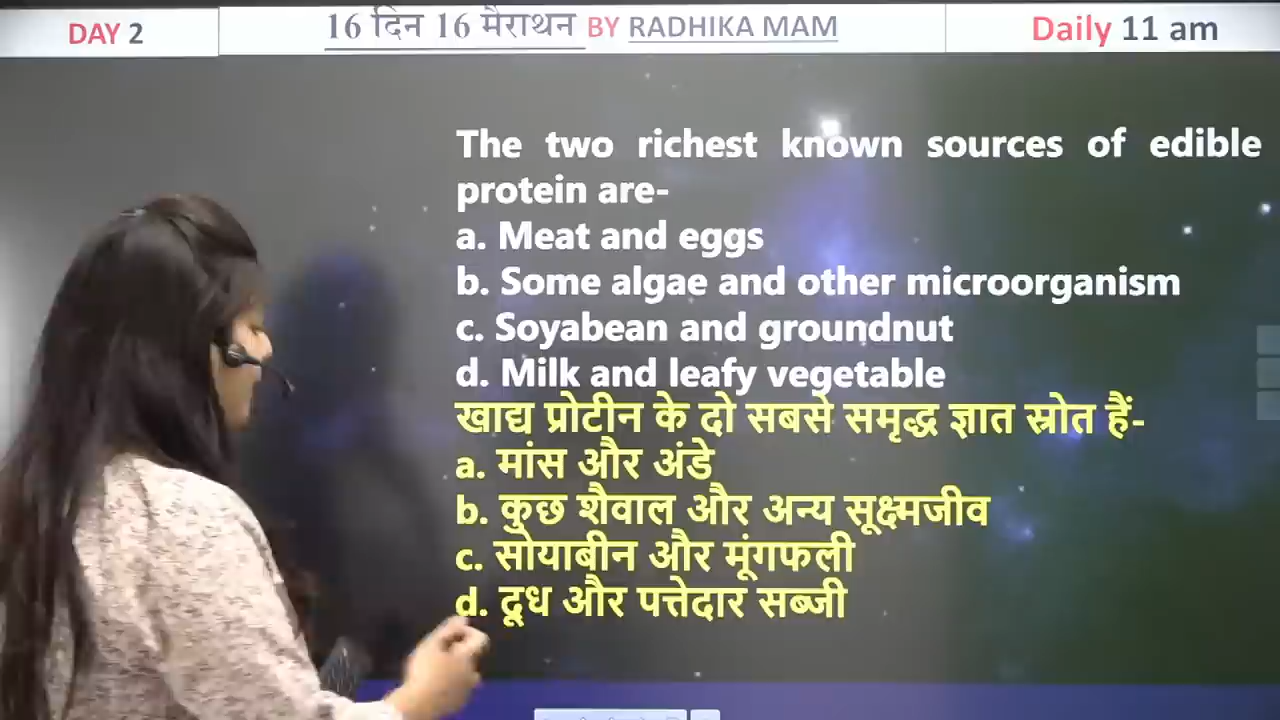 DAY 2
16 दिन 16 मैराथन BY RADHIKA MAM
Daily 11 am
The two richest known sources of edible
protein are-
a. Meat and eggs
b. Some algae and other microorganism
c. Soyabean and groundnut
d. Milk and leafy vegetable
खाद्य प्रोटीन के दो सबसे समृद्ध ज्ञात स्रोत हैं-
a. मांस और अंडे
b. कुछ शैवाल और अन्य सूक्ष्मजीव
c. सोयाबीन और मूंगफली
d. दूध और पत्तेदार सब्जी